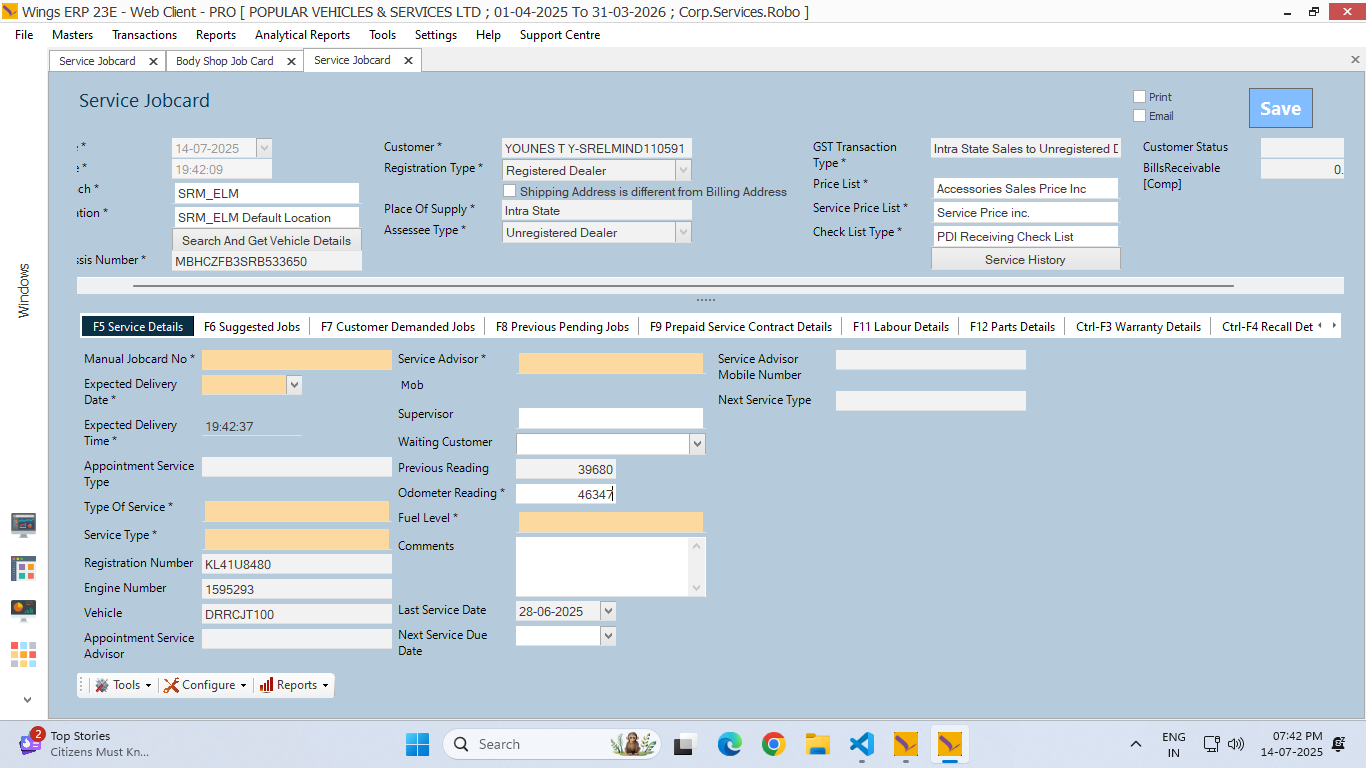 Wings ERP 23E - Web Client - PRO [ POPULAR VEHICLES & SERVICES LTD ; 01-04-2025 To 31-03-2026 ; Corp.Services.Robo ]
File Masters Transactions Reports Analytical Reports Tools Settings Help Support Centre
Service Jobcard Body Shop Job Card Service Jobcard
Service Jobcard
Print
Email
Save
14-07-2025
19:42:09
SRM_ELM
SRM_ELM Default Location
Search And Get Vehicle Details
ssis Number *
MBHCZFB3SRB533650
Customer * YOUNES T Y-SRELMIND110591
Registration Type * Registered Dealer
Shipping Address is different from Billing Address
Place Of Supply * Intra State
Assessee Type * Unregistered Dealer
GST Transaction Type * Intra State Sales to Unregistered D
Price List * Accessories Sales Price Inc
Service Price List * Service Price inc.
Check List Type * PDI Receiving Check List
Service History
Customer Status
BillsReceivable [Comp] 0.
Windows
F5 Service Details F6 Suggested Jobs F7 Customer Demanded Jobs F8 Previous Pending Jobs F9 Prepaid Service Contract Details F11 Labour Details F12 Parts Details Ctrl-F3 Warranty Details Ctrl-F4 Recall Det
Manual Jobcard No *
Expected Delivery
Date *
Expected Delivery
Time *
19:42:37
Appointment Service
Type
Type Of Service *
Service Type *
Registration Number KL41U8480
Engine Number 1595293
Vehicle DRRCJT100
Appointment Service
Advisor
Service Advisor *
Mob
Supervisor
Waiting Customer
Previous Reading 39680
Odometer Reading * 46347
Fuel Level *
Comments
Last Service Date 28-06-2025
Next Service Due
Date
Service Advisor
Mobile Number
Next Service Type
Tools Configure Reports
2
Top Stories
Citizens Must Kn...
Search
ENG
IN
07:42 PM
14-07-2025